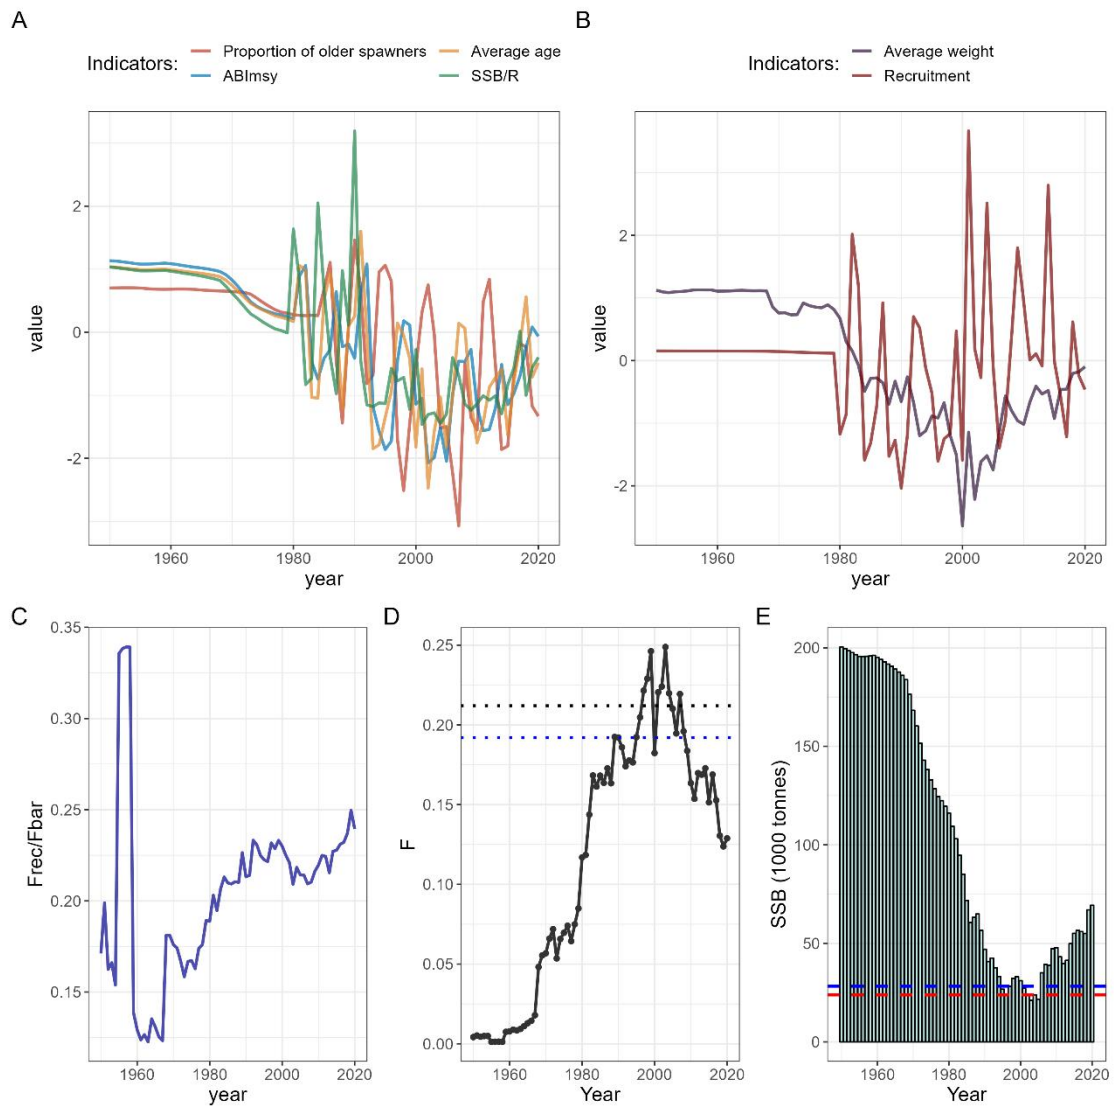 A
Indicators:
Proportion of older spawners
Average age
ABImsy
SSB/R
value
2
0
-2
1960
1980
2000
2020
year
B
Indicators:
Average weight
Recruitment
value
2
0
-2
1960
1980
2000
2020
year
C
Frec/Fbar
0.35
0.30
0.25
0.20
0.15
1960
1980
2000
2020
year
D
F
0.25
0.20
0.15
0.10
0.05
0.00
1960
1980
2000
2020
Year
E
SSB (1000 tonnes)
200
150
100
50
0
1960
1980
2000
2020
Year